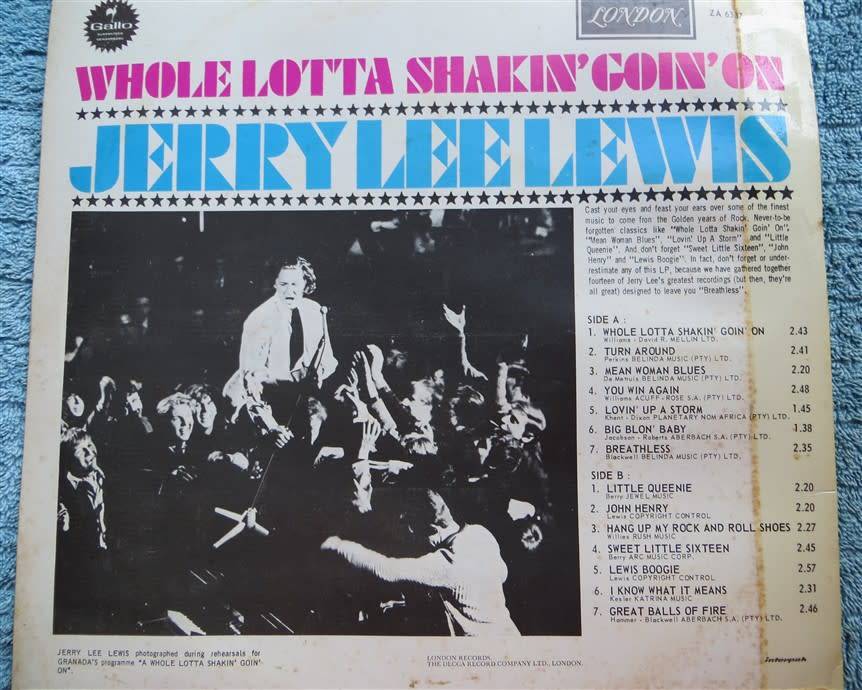 Gallo
LONDON
ZA 6337
WHOLE LOTTA SHAKIN' GOIN' ON
JERRY LEE LEWIS
Cast your eyes and feast your ears over some of the finest
music to come fron the Golden years of Rock. Never-to-be
forgotten classics like "Whole Lotta Shakin' Goin' On",
"Mean Woman Blues", "Lovin' Up A Storm" and "Little
Queenie". And don't forget "Sweet Little Sixteen", "John
Henry" and "Lewis Boogie". In fact, don't forget or under-
estimate any of this LP, because we have gathered together
fourteen of Jerry Lee's greatest recordings (but then, they're
all great) designed to leave you "Breathless".
SIDE A :
1. WHOLE LOTTA SHAKIN' GOIN' ON 2.43
Williams - David R. MELLIN LTD.
2. TURN AROUND 2.41
Perkins BELINDA MUSIC (PTY) LTD.
3. MEAN WOMAN BLUES 2.20
De Metruis BELINDA MUSIC (PTY) LTD.
4. YOU WIN AGAIN 2.48
Williams ACUFF - ROSE S.A. (PTY) LTD.
5. LOVIN' UP A STORM 1.45
Khent - Dixon PLANETARY NOM AFRICA (PTY) LTD.
6. BIG BLON' BABY 1.38
Jacobson - Roberts ABERBACH S.A. (PTY) LTD.
7. BREATHLESS 2.35
Blackwell BELINDA MUSIC (PTY) LTD.
SIDE B :
1. LITTLE QUEENIE 2.20
Berry JEWEL MUSIC
2. JOHN HENRY 2.20
Lewis COPYRIGHT CONTROL
3. HANG UP MY ROCK AND ROLL SHOES 2.27
Willies RUSH MUSIC
4. SWEET LITTLE SIXTEEN 2.45
Berry ARC MUSIC CORP.
5. LEWIS BOOGIE 2.57
Lewis COPYRIGHT CONTROL
6. I KNOW WHAT IT MEANS 2.31
Kesler KATRINA MUSIC
7. GREAT BALLS OF FIRE 2.46
Hammer - Blackwell ABERBACH S.A. (PTY) LTD.
JERRY LEE LEWIS photographed during rehearsals for
GRANADA'S programme "A WHOLE LOTTA SHAKIN' GOIN'
ON".
LONDON RECORDS,
THE DECCA RECORD COMPANY LTD., LONDON.